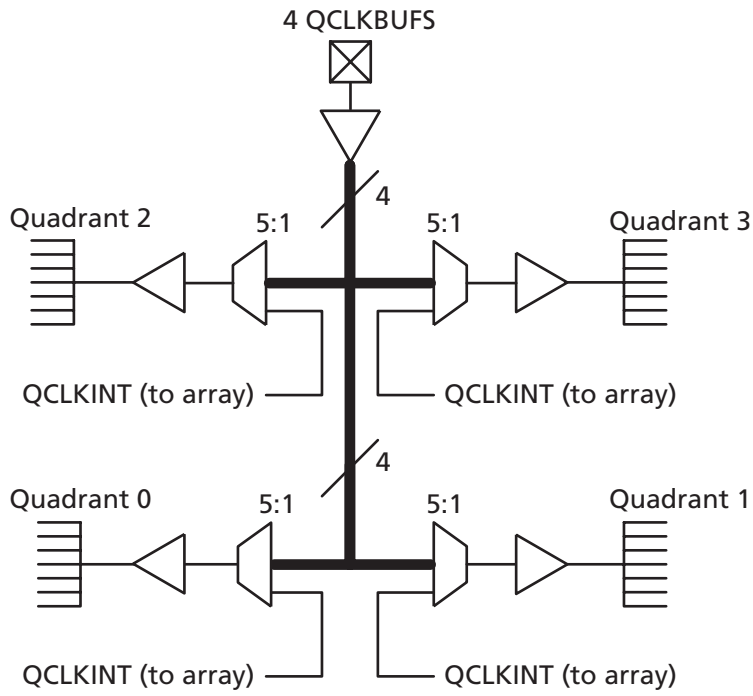 4 QCLKBUFS
4
Quadrant 2
5:1
5:1
Quadrant 3
QCLKINT (to array)
QCLKINT (to array)
4
Quadrant 0
5:1
5:1
Quadrant 1
QCLKINT (to array)
QCLKINT (to array)